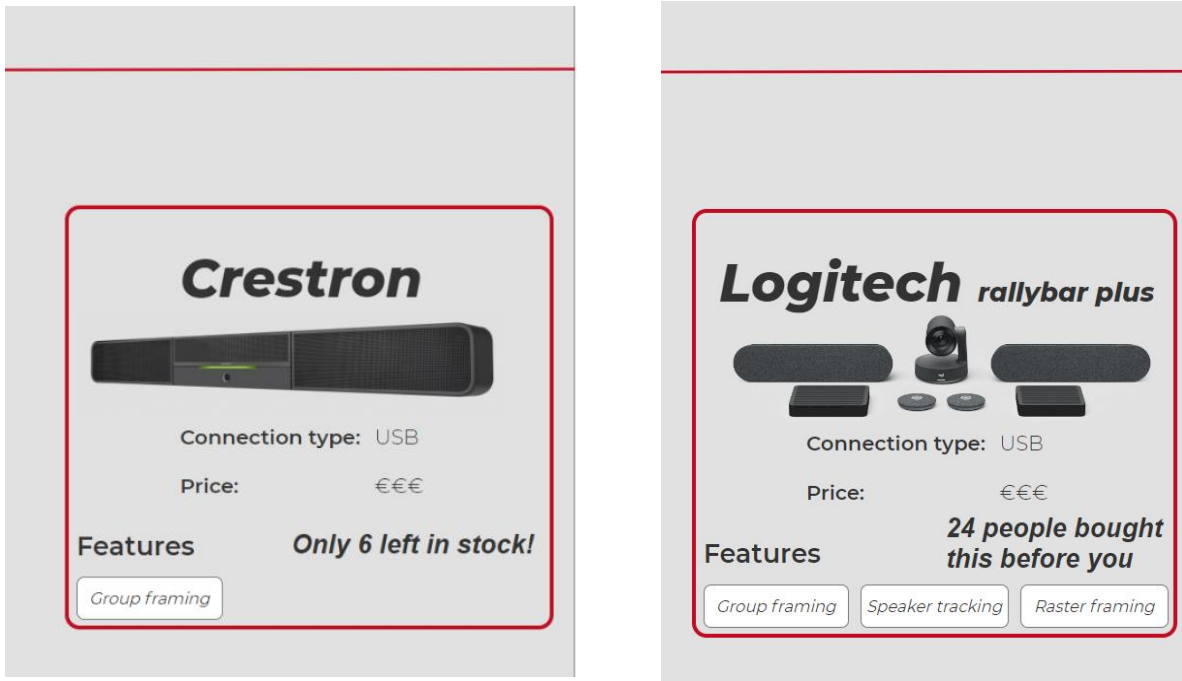 Crestron
Connection type: USB
Price: €€€
Features
Only 6 left in stock!
Group framing
Logitech rallybar plus
Connection type: USB
Price: €€€
Features
24 people bought
this before you
Group framing
Speaker tracking
Raster framing